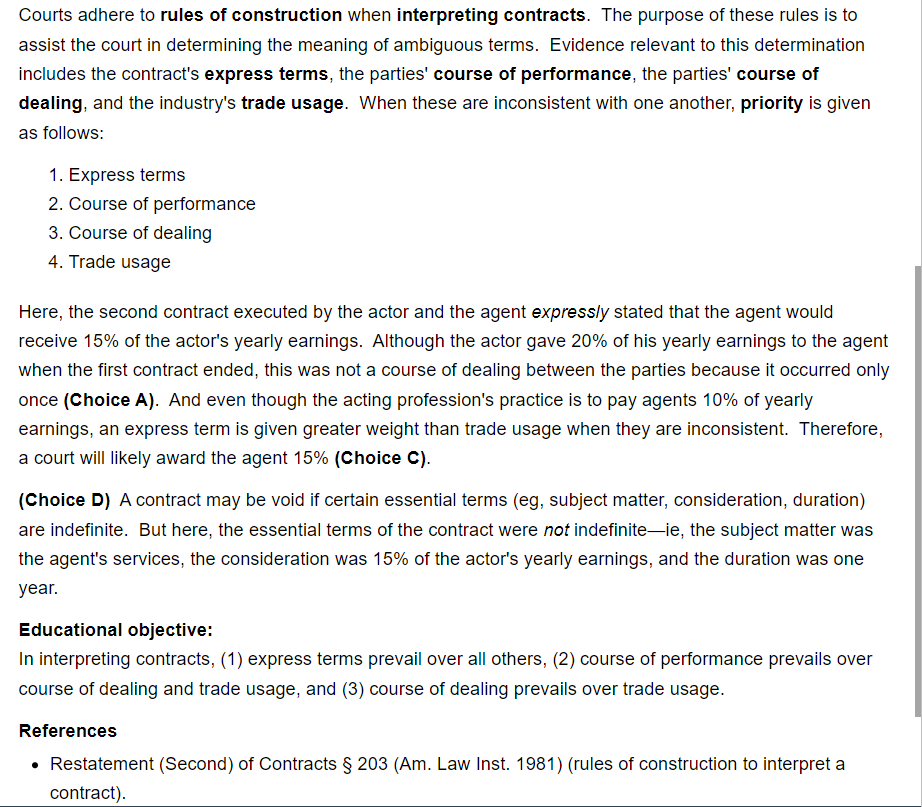 Courts adhere to rules of construction when interpreting contracts. The purpose of these rules is to
assist the court in determining the meaning of ambiguous terms. Evidence relevant to this determination
includes the contract's express terms, the parties' course of performance, the parties' course of
dealing, and the industry's trade usage. When these are inconsistent with one another, priority is given
as follows:
1. Express terms
2. Course of performance
3. Course of dealing
4. Trade usage
Here, the second contract executed by the actor and the agent expressly stated that the agent would
receive 15% of the actor's yearly earnings. Although the actor gave 20% of his yearly earnings to the agent
when the first contract ended, this was not a course of dealing between the parties because it occurred only
once (Choice A). And even though the acting profession's practice is to pay agents 10% of yearly
earnings, an express term is given greater weight than trade usage when they are inconsistent. Therefore,
a court will likely award the agent 15% (Choice C).
(Choice D) A contract may be void if certain essential terms (eg, subject matter, consideration, duration)
are indefinite. But here, the essential terms of the contract were not indefinite—ie, the subject matter was
the agent's services, the consideration was 15% of the actor's yearly earnings, and the duration was one
year.
Educational objective:
In interpreting contracts, (1) express terms prevail over all others, (2) course of performance prevails over
course of dealing and trade usage, and (3) course of dealing prevails over trade usage.
References
• Restatement (Second) of Contracts § 203 (Am. Law Inst. 1981) (rules of construction to interpret a
contract).